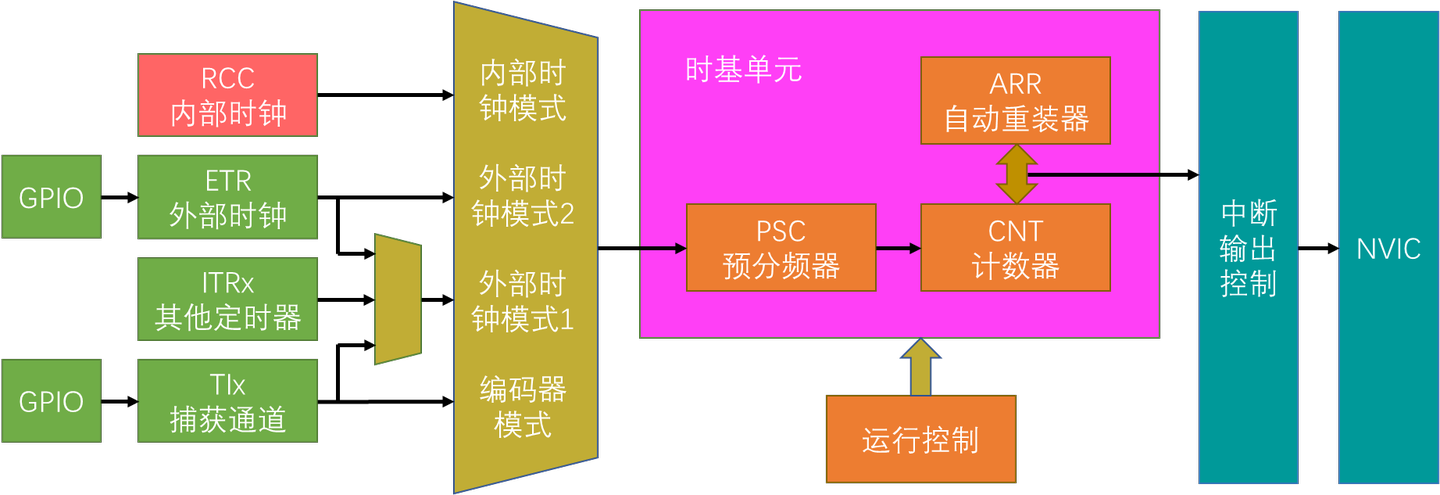 RCC
内部时钟
GPIO
ETR
外部时钟
ITRx
其他定时器
GPIO
TIx
捕获通道
内部时
钟模式
外部时
钟模式2
外部时
钟模式1
编码器
模式
时基单元
ARR
自动重装器
PSC
预分频器
CNT
计数器
运行控制
中断
输出
控制
NVIC